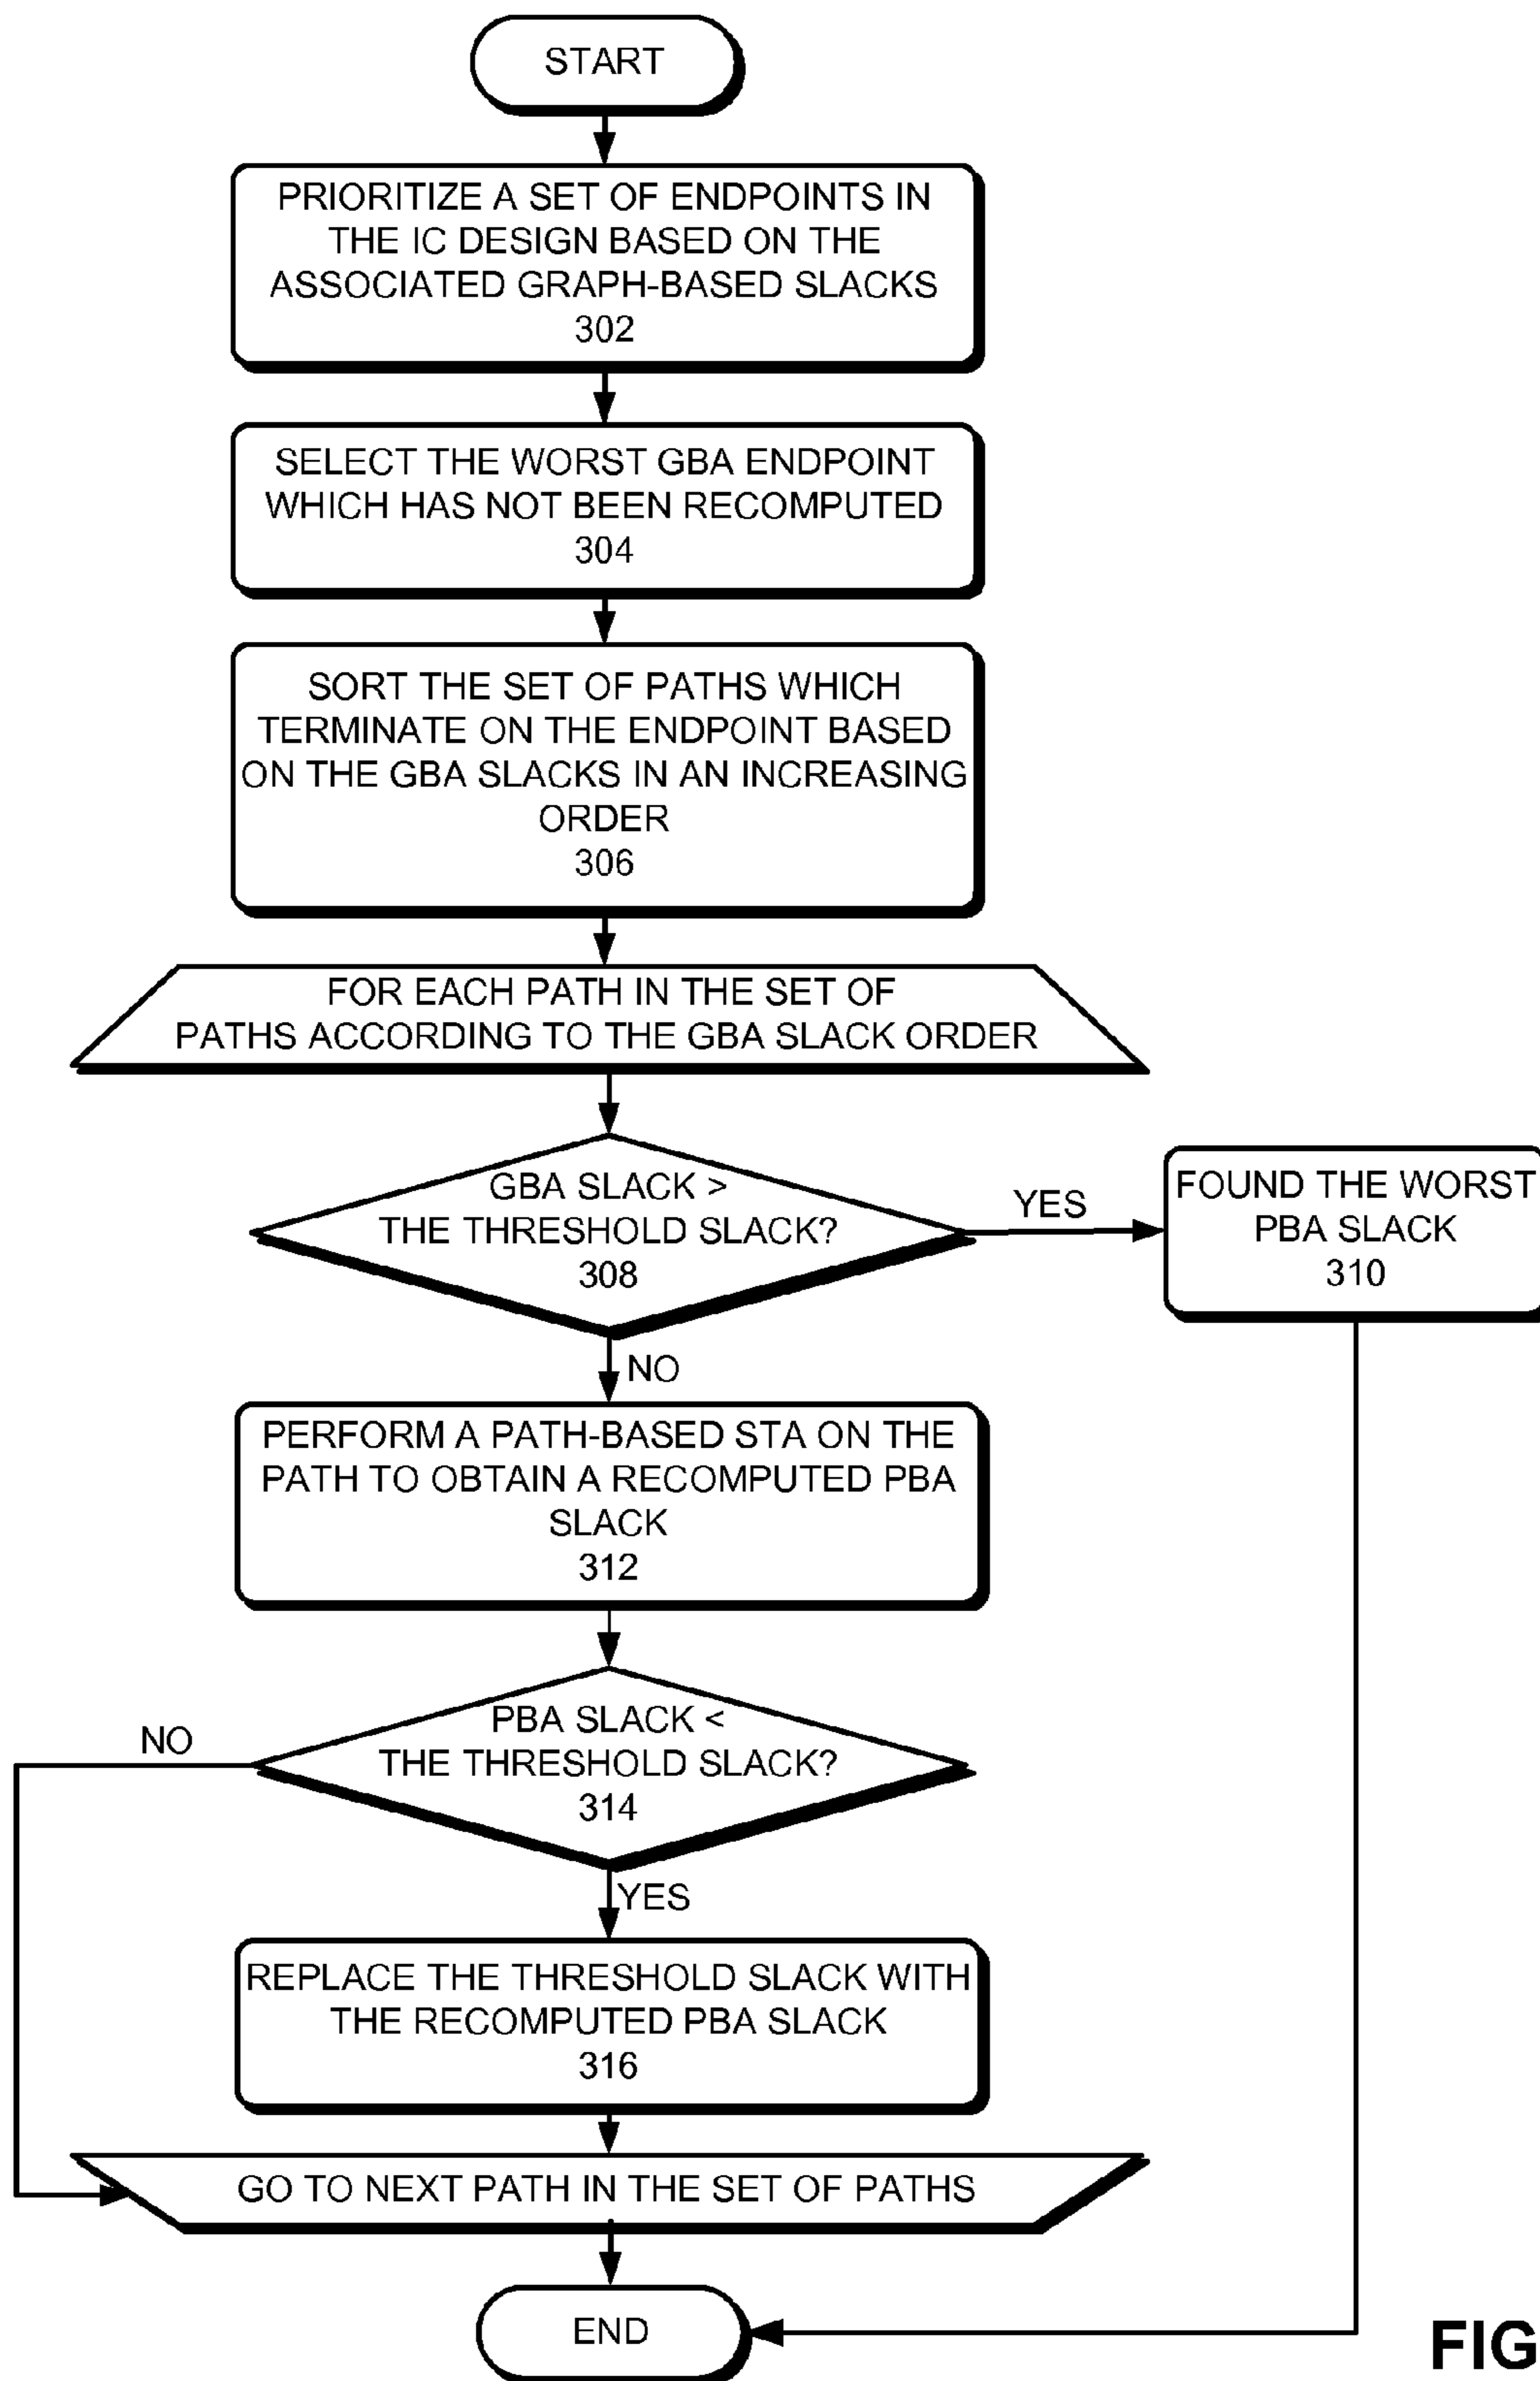 START
PRIORITIZE A SET OF ENDPOINTS IN
THE IC DESIGN BASED ON THE
ASSOCIATED GRAPH-BASED SLACKS
302
SELECT THE WORST GBA ENDPOINT
WHICH HAS NOT BEEN RECOMPUTED
304
SORT THE SET OF PATHS WHICH
TERMINATE ON THE ENDPOINT BASED
ON THE GBA SLACKS IN AN INCREASING
ORDER
306
FOR EACH PATH IN THE SET OF
PATHS ACCORDING TO THE GBA SLACK ORDER
GBA SLACK >
THE THRESHOLD SLACK?
308
YES
FOUND THE WORST
PBA SLACK
310
NO
PERFORM A PATH-BASED STA ON THE
PATH TO OBTAIN A RECOMPUTED PBA
SLACK
312
PBA SLACK <
THE THRESHOLD SLACK?
314
NO
YES
REPLACE THE THRESHOLD SLACK WITH
THE RECOMPUTED PBA SLACK
316
GO TO NEXT PATH IN THE SET OF PATHS
END
FIG